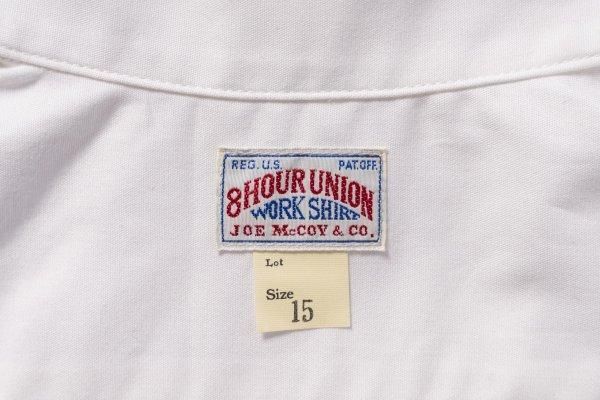 REG. U.S. PAT. OFF.
8 HOUR UNION
WORK SHIRT
JOE McCOY & CO.
Lot
Size
15